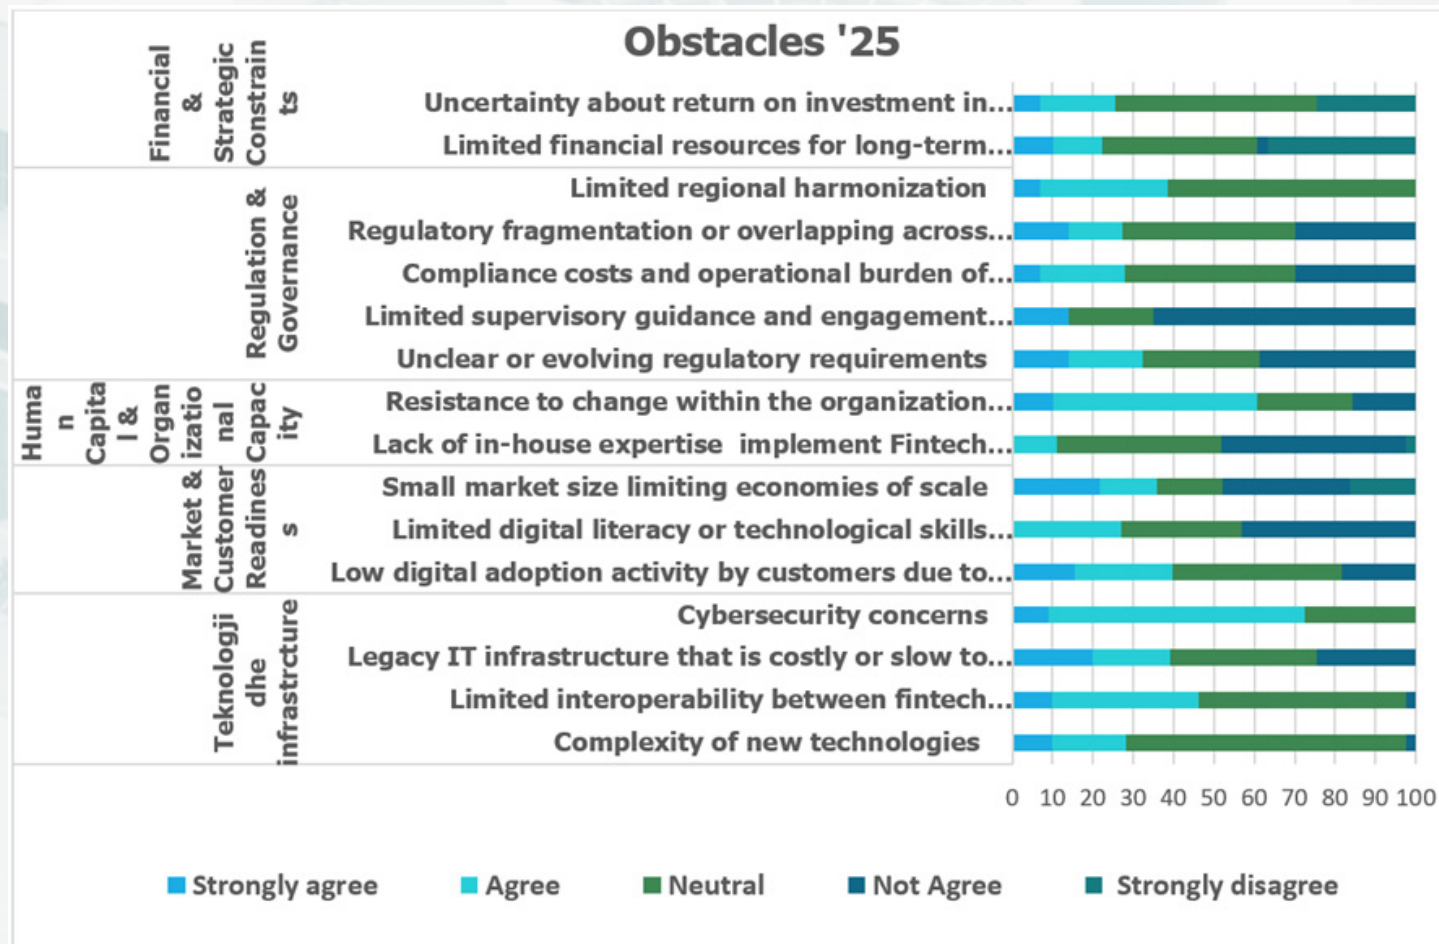 Obstacles '25
Financial
&
Strategic
Constrain
ts
Uncertainty about return on investment in...
Limited financial resources for long-term...
Regulation &
Governance
Limited regional harmonization
Regulatory fragmentation or overlapping across...
Compliance costs and operational burden of...
Limited supervisory guidance and engagement...
Unclear or evolving regulatory requirements
Huma
n
Capita
l &
Organ
izatio
nal
Capac
ity
Resistance to change within the organization...
Lack of in-house expertise implement Fintech...
Market &
Customer
Readines
s
Small market size limiting economies of scale
Limited digital literacy or technological skills...
Low digital adoption activity by customers due to...
Teknologji
dhe
infrastrcture
Cybersecurity concerns
Legacy IT infrastructure that is costly or slow to...
Limited interoperability between fintech...
Complexity of new technologies
0 10 20 30 40 50 60 70 80 90 100
Strongly agree Agree Neutral Not Agree Strongly disagree